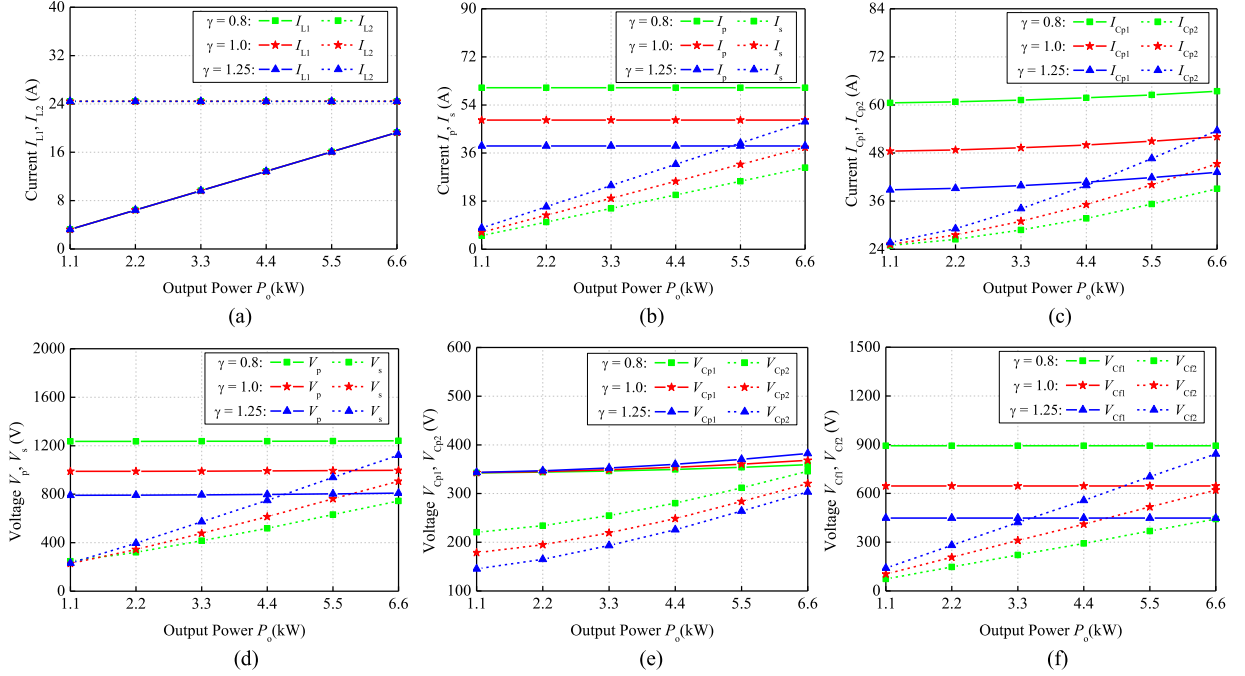 40
32
24
16
8
0
Current I_L1, I_L2 (A)
γ = 0.8: I_L1 I_L2
γ = 1.0: I_L1 I_L2
γ = 1.25: I_L1 I_L2
1.1 2.2 3.3 4.4 5.5 6.6
Output Power P_o(kW)
(a)
90
72
54
36
18
0
Current I_p, I_s (A)
γ = 0.8: I_p I_s
γ = 1.0: I_p I_s
γ = 1.25: I_p I_s
1.1 2.2 3.3 4.4 5.5 6.6
Output Power P_o(kW)
(b)
84
72
60
48
36
24
Current I_Cp1, I_Cp2 (A)
γ = 0.8: I_Cp1 I_Cp2
γ = 1.0: I_Cp1 I_Cp2
γ = 1.25: I_Cp1 I_Cp2
1.1 2.2 3.3 4.4 5.5 6.6
Output Power P_o(kW)
(c)
2000
1600
1200
800
400
0
Voltage V_p, V_s (V)
γ = 0.8: V_p V_s
γ = 1.0: V_p V_s
γ = 1.25: V_p V_s
1.1 2.2 3.3 4.4 5.5 6.6
Output Power P_o(kW)
(d)
600
500
400
300
200
100
Voltage V_Cp1, V_Cp2 (V)
γ = 0.8: V_Cp1 V_Cp2
γ = 1.0: V_Cp1 V_Cp2
γ = 1.25: V_Cp1 V_Cp2
1.1 2.2 3.3 4.4 5.5 6.6
Output Power P_o(kW)
(e)
1500
1200
900
600
300
0
Voltage V_Cf1, V_Cf2 (V)
γ = 0.8: V_Cf1 V_Cf2
γ = 1.0: V_Cf1 V_Cf2
γ = 1.25: V_Cf1 V_Cf2
1.1 2.2 3.3 4.4 5.5 6.6
Output Power P_o(kW)
(f)